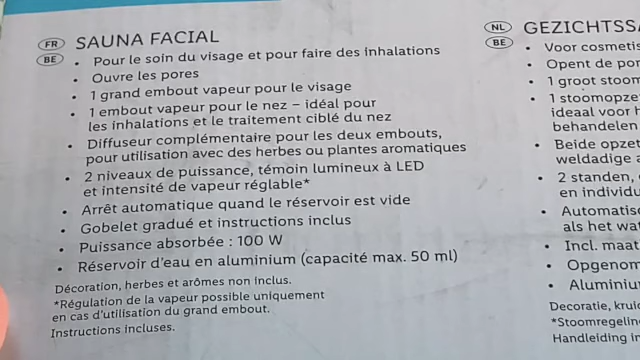 FR BE SAUNA FACIAL
• Pour le soin du visage et pour faire des inhalations
• Ouvre les pores
• 1 grand embout vapeur pour le visage
• 1 embout vapeur pour le nez – idéal pour
les inhalations et le traitement ciblé du nez
• Diffuseur complémentaire pour les deux embouts,
pour utilisation avec des herbes ou plantes aromatiques
• 2 niveaux de puissance, témoin lumineux à LED
et intensité de vapeur réglable*
• Arrêt automatique quand le réservoir est vide
• Gobelet gradué et instructions inclus
• Puissance absorbée : 100 W
• Réservoir d'eau en aluminium (capacité max. 50 ml)
Décoration, herbes et arômes non inclus.
*Régulation de la vapeur possible uniquement
en cas d'utilisation du grand embout.
Instructions incluses.
NL BE GEZICHTSSA
• Voor cosmetis
• Opent de por
• 1 groot stoom
• 1 stoomopze
ideaal voor h
behandelen
• Beide opzet
weldadige a
• 2 standen,
en individu
• Automatisc
als het wa
• Incl. maat
• Opgenom
• Aluminiu
Decoratie, kruid
*Stoomregelin
Handleiding in